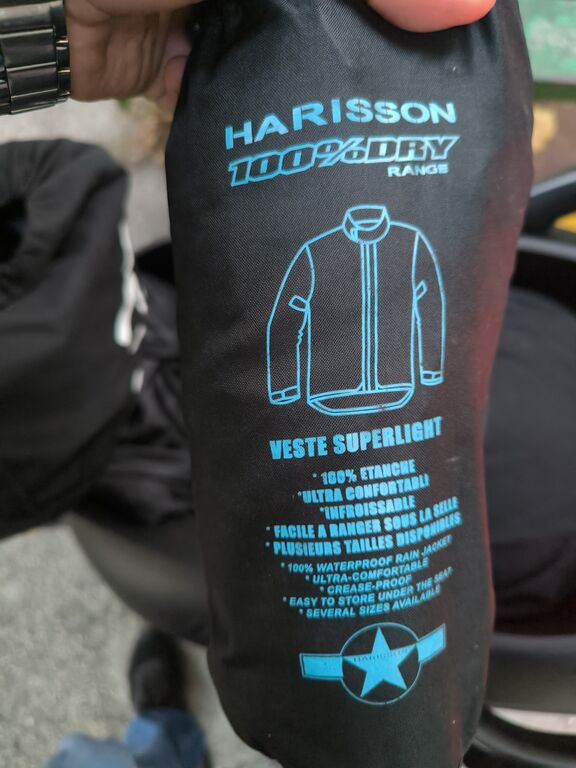 HARISSON
100%DRY
RANGE
VESTE SUPERLIGHT
* 100% ETANCHE
*ULTRA CONFORTABLE
*INFROISSABLE
* FACILE A RANGER SOUS LA SELLE
* PLUSIEURS TAILLES DISPONIBLES
* 100% WATERPROOF RAIN JACKET
* ULTRA-COMFORTABLE
* CREASE-PROOF
* EASY TO STORE UNDER THE SEAT
* SEVERAL SIZES AVAILABLE
HARISSON